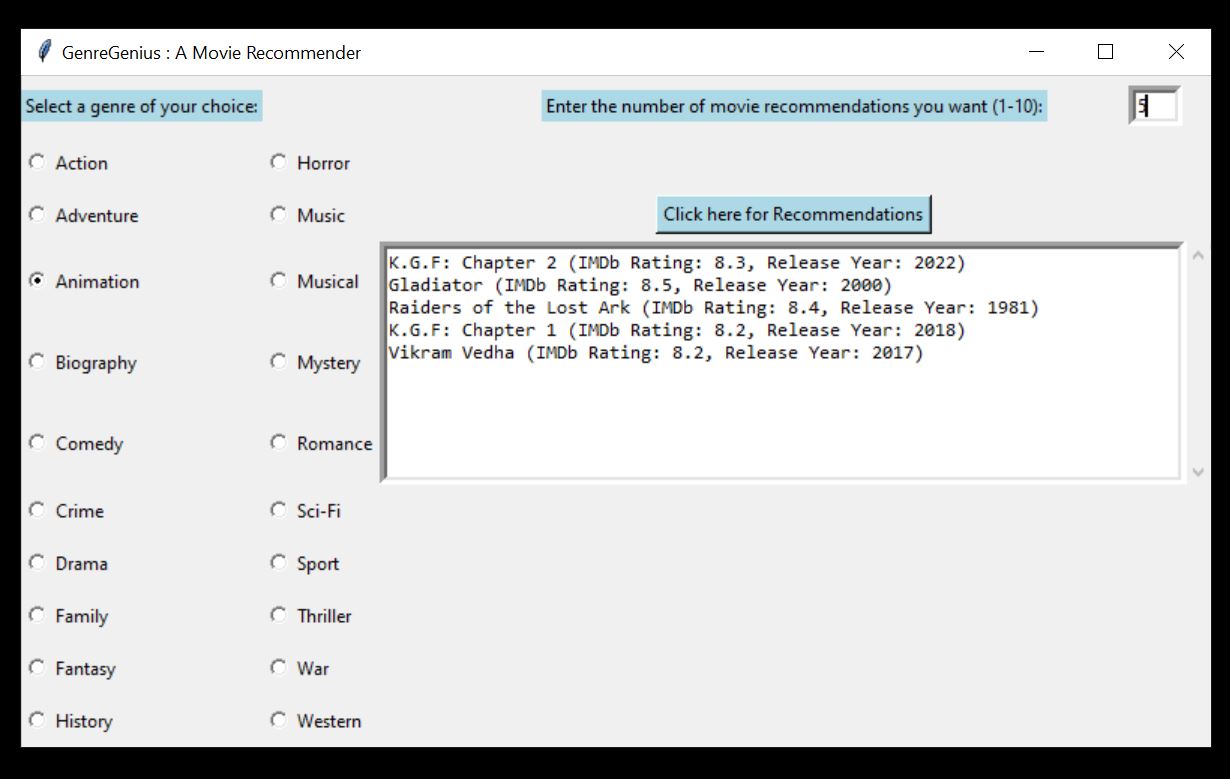 GenreGenius : A Movie Recommender
Select a genre of your choice:
Enter the number of movie recommendations you want (1-10):
5
Action
Horror
Adventure
Music
Click here for Recommendations
Animation
Musical
K.G.F: Chapter 2 (IMDb Rating: 8.3, Release Year: 2022)
Gladiator (IMDb Rating: 8.5, Release Year: 2000)
Raiders of the Lost Ark (IMDb Rating: 8.4, Release Year: 1981)
K.G.F: Chapter 1 (IMDb Rating: 8.2, Release Year: 2018)
Vikram Vedha (IMDb Rating: 8.2, Release Year: 2017)
Biography
Mystery
Comedy
Romance
Crime
Sci-Fi
Drama
Sport
Family
Thriller
Fantasy
War
History
Western